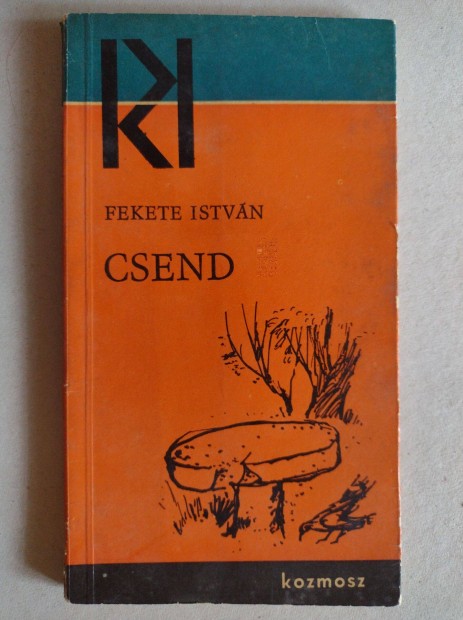 FEKETE ISTVÁN
CSEND
kozmosz